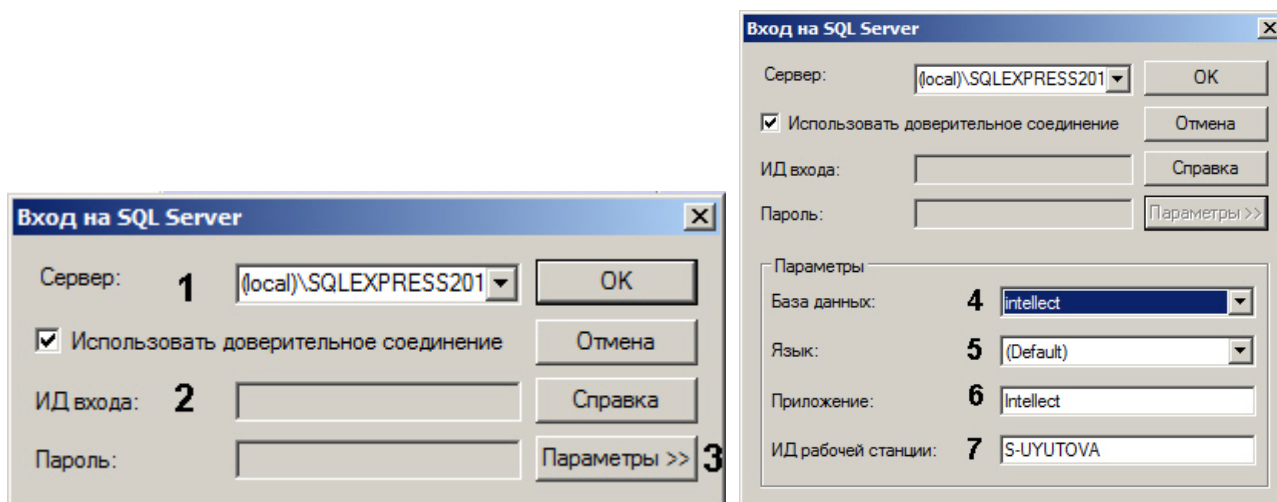 Вход на SQL Server
Сервер: 1 (local)\SQLEXPRESS201 OK
Использовать доверительное соединение Отмена
ИД входа: 2 Справка
Пароль: Параметры >> 3
Вход на SQL Server
Сервер: (local)\SQLEXPRESS201 OK
Использовать доверительное соединение Отмена
ИД входа: Справка
Пароль: Параметры >>
Параметры
База данных: 4 intellect
Язык: 5 (Default)
Приложение: 6 Intellect
ИД рабочей станции: 7 S-UYUTOVA